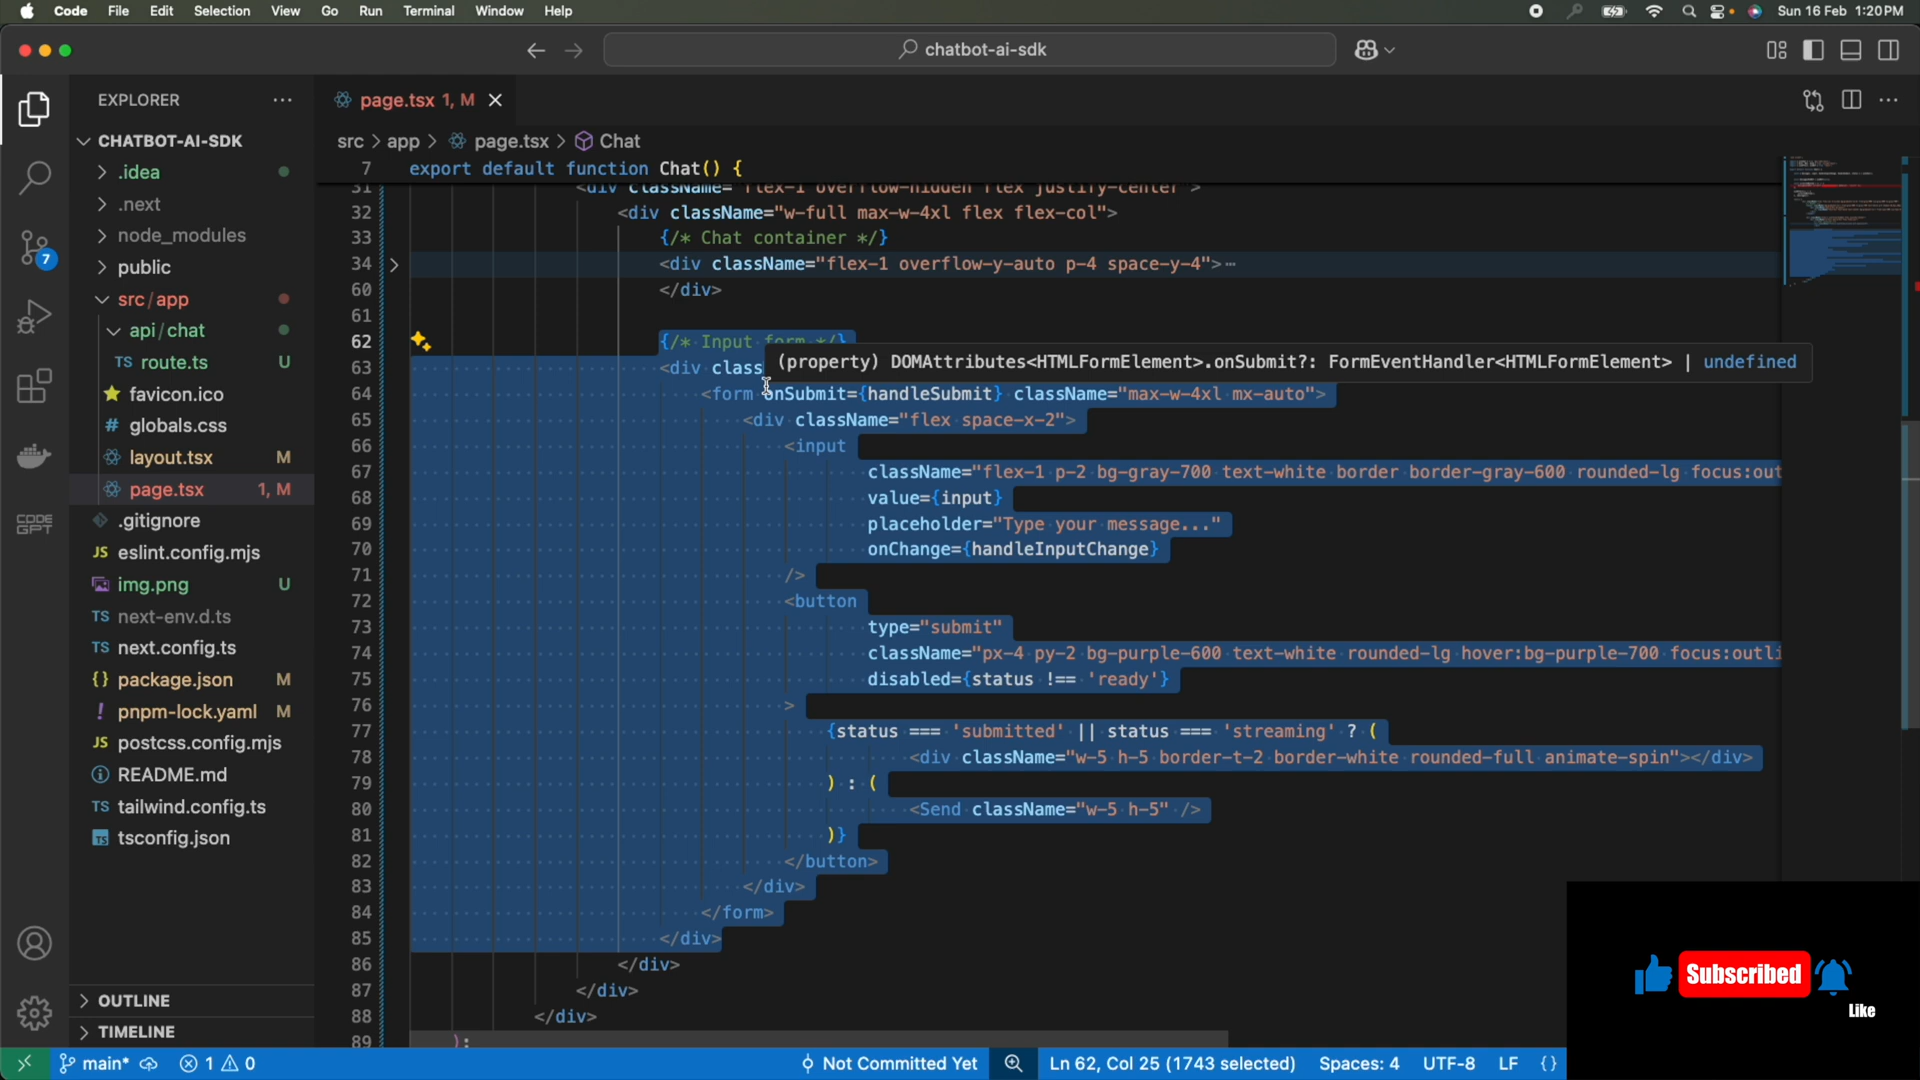 Code File Edit Selection View Go Run Terminal Window Help Sun 16 Feb 1:20PM
chatbot-ai-sdk
EXPLORER
page.tsx 1, M
CHATBOT-AI-SDK
src > app > page.tsx > Chat
.idea
.next
node_modules
public
src/app
api/chat
TS route.ts U
favicon.ico
# globals.css
layout.tsx M
page.tsx 1, M
.gitignore
JS eslint.config.mjs
img.png U
TS next-env.d.ts
TS next.config.ts
{} package.json M
! pnpm-lock.yaml M
JS postcss.config.mjs
README.md
TS tailwind.config.ts
TS tsconfig.json
OUTLINE
TIMELINE
7
CODE
GPT
7 export default function Chat() {
31 <div className="flex-1 overflow-hidden flex justify-center">
32 <div className="w-full max-w-4xl flex flex-col">
33 {/* Chat container */}
34 <div className="flex-1 overflow-y-auto p-4 space-y-4">⋯
60 </div>
61
62 {/* Input form */}
(property) DOMAttributes<HTMLFormElement>.onSubmit?: FormEventHandler<HTMLFormElement> | undefined
63 <div class
64 <form onSubmit={handleSubmit} className="max-w-4xl mx-auto">
65 <div className="flex space-x-2">
66 <input
67 className="flex-1 p-2 bg-gray-700 text-white border border-gray-600 rounded-lg focus:out
68 value={input}
69 placeholder="Type your message..."
70 onChange={handleInputChange}
71 />
72 <button
73 type="submit"
74 className="px-4 py-2 bg-purple-600 text-white rounded-lg hover:bg-purple-700 focus:outli
75 disabled={status !== 'ready'}
76 >
77 {status === 'submitted' || status === 'streaming' ? (
78 <div className="w-5 h-5 border-t-2 border-white rounded-full animate-spin"></div>
79 ) : (
80 <Send className="w-5 h-5" />
81 )}
82 </button>
83 </div>
84 </form>
85 </div>
86 </div>
87 </div>
88 </div>
89 );
Subscribed
Like
main* 1 0 Not Committed Yet Ln 62, Col 25 (1743 selected) Spaces: 4 UTF-8 LF {}